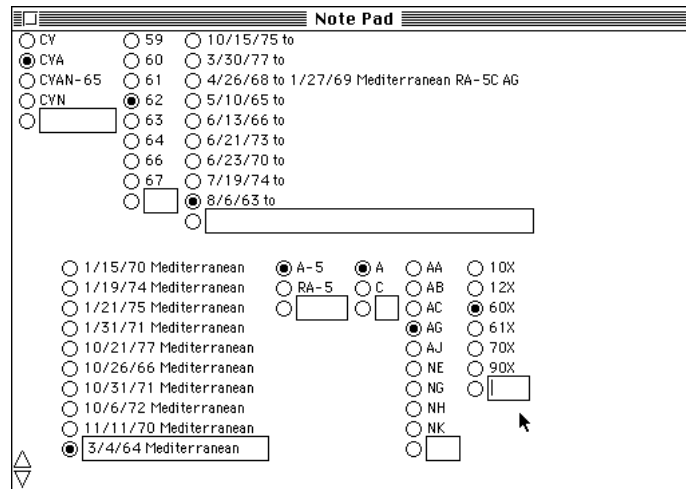 Note Pad
CV 59 10/15/75 to
CVA 60 3/30/77 to
CVAN-65 61 4/26/68 to 1/27/69 Mediterranean RA-5C AG
CVN 62 5/10/65 to
63 6/13/66 to
64 6/21/73 to
66 6/23/70 to
67 7/19/74 to
8/6/63 to
1/15/70 Mediterranean A-5 A AA 10X
1/19/74 Mediterranean RA-5 C AB 12X
1/21/75 Mediterranean AC 60X
1/31/71 Mediterranean AG 61X
10/21/77 Mediterranean AJ 70X
10/26/66 Mediterranean NE 90X
10/31/71 Mediterranean NG
10/6/72 Mediterranean NH
11/11/70 Mediterranean NK
3/4/64 Mediterranean